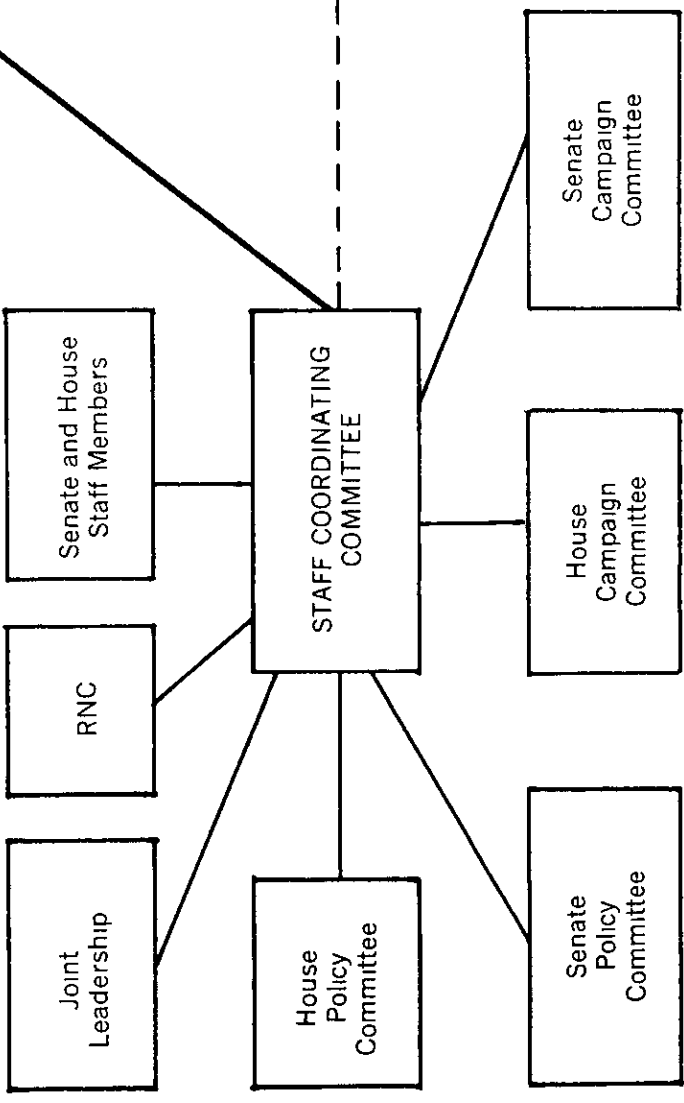 Joint
Leadership
RNC
Senate and House
Staff Members
House
Policy
Committee
STAFF COORDINATING
COMMITTEE
Senate
Policy
Committee
House
Campaign
Committee
Senate
Campaign
Committee